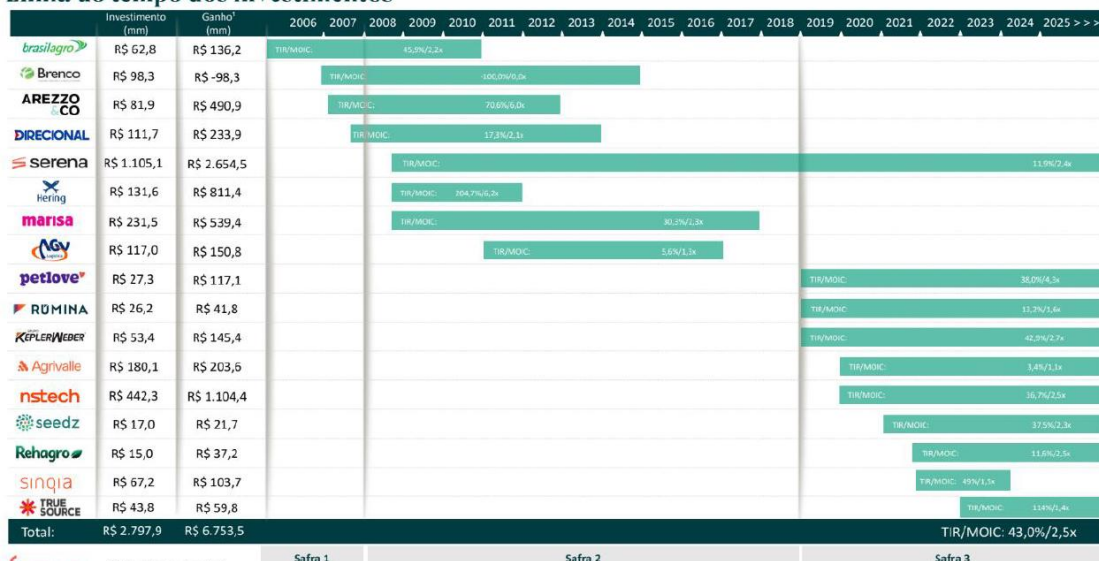 Linha do tempo dos investimentos
Investimento (mm) Ganho¹ (mm) 2006 2007 2008 2009 2010 2011 2012 2013 2014 2015 2016 2017 2018 2019 2020 2021 2022 2023 2024 2025 > > >
brasilagro R$ 62,8 R$ 136,2 TIR/MOIC: 45,9%/2,2x
Brenco R$ 98,3 R$ -98,3 TIR/MOIC: -100,0%/0,0x
AREZZO &CO R$ 81,9 R$ 490,9 TIR/MOIC: 70,6%/6,0x
DIRECIONAL R$ 111,7 R$ 233,9 TIR/MOIC: 17,3%/2,1x
serena R$ 1.105,1 R$ 2.654,5 TIR/MOIC: 11,9%/2,4x
Hering R$ 131,6 R$ 811,4 TIR/MOIC: 204,7%/6,2x
marisa R$ 231,5 R$ 539,4 TIR/MOIC: 30,3%/2,3x
AGV Logística R$ 117,0 R$ 150,8 TIR/MOIC: 5,6%/1,3x
petlove R$ 27,3 R$ 117,1 TIR/MOIC: 38,0%/4,3x
RÚMINA R$ 26,2 R$ 41,8 TIR/MOIC: 12,2%/1,6x
GRUPO KEPLERWEBER R$ 53,4 R$ 145,4 TIR/MOIC: 42,9%/2,7x
Agrivalle R$ 180,1 R$ 203,6 TIR/MOIC: 3,4%/1,1x
nstech R$ 442,3 R$ 1.104,4 TIR/MOIC: 36,7%/2,5x
seedz R$ 17,0 R$ 21,7 TIR/MOIC: 37,5%/2,3x
Rehagro R$ 15,0 R$ 37,2 TIR/MOIC: 11,6%/2,5x
sinqia R$ 67,2 R$ 103,7 TIR/MOIC: 49%/1,5x
TRUE SOURCE R$ 43,8 R$ 59,8 TIR/MOIC: 114%/1,4x
Total: R$ 2.797,9 R$ 6.753,5 TIR/MOIC: 43,0%/2,5x
Safra 1 Safra 2 Safra 3